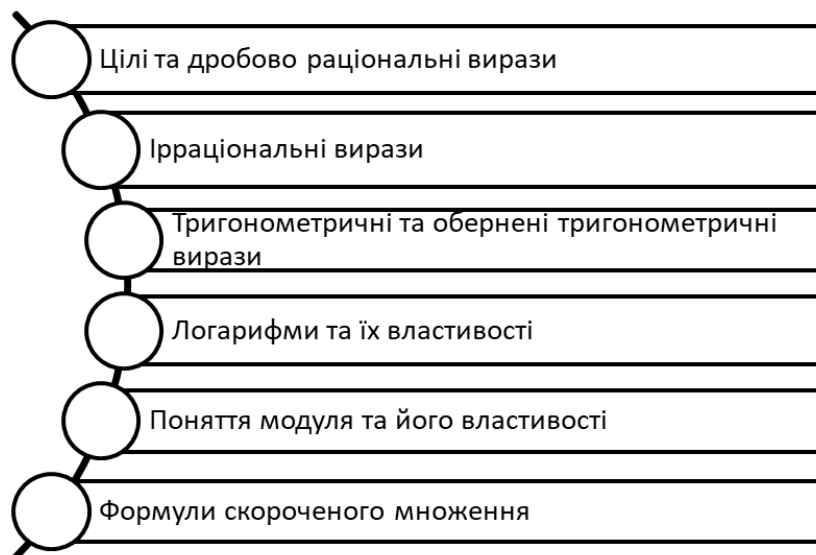 Цілі та дробово раціональні вирази
Ірраціональні вирази
Тригонометричні та обернені тригонометричні
вирази
Логарифми та їх властивості
Поняття модуля та його властивості
Формули скороченого множення